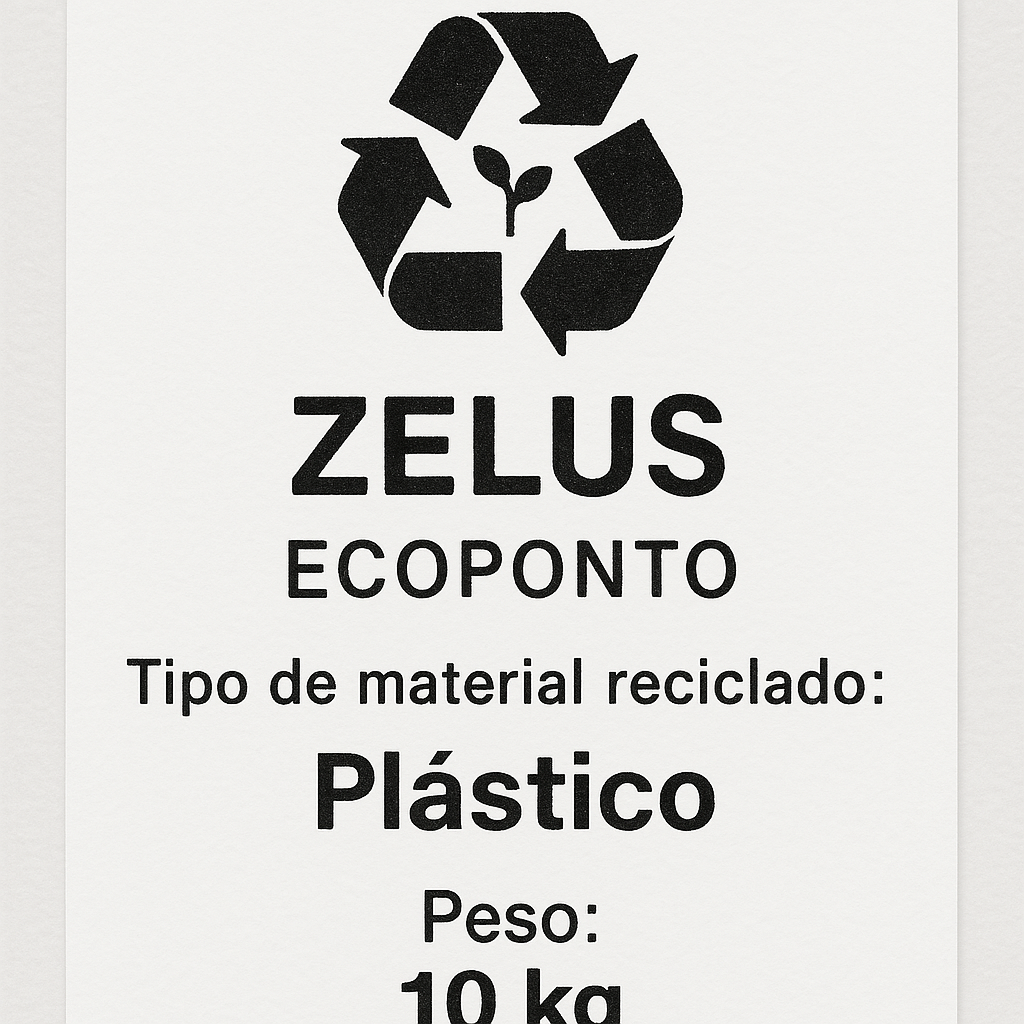 ZELUS
ECOPONTO
Tipo de material reciclado:
Plástico
Peso:
10 kg